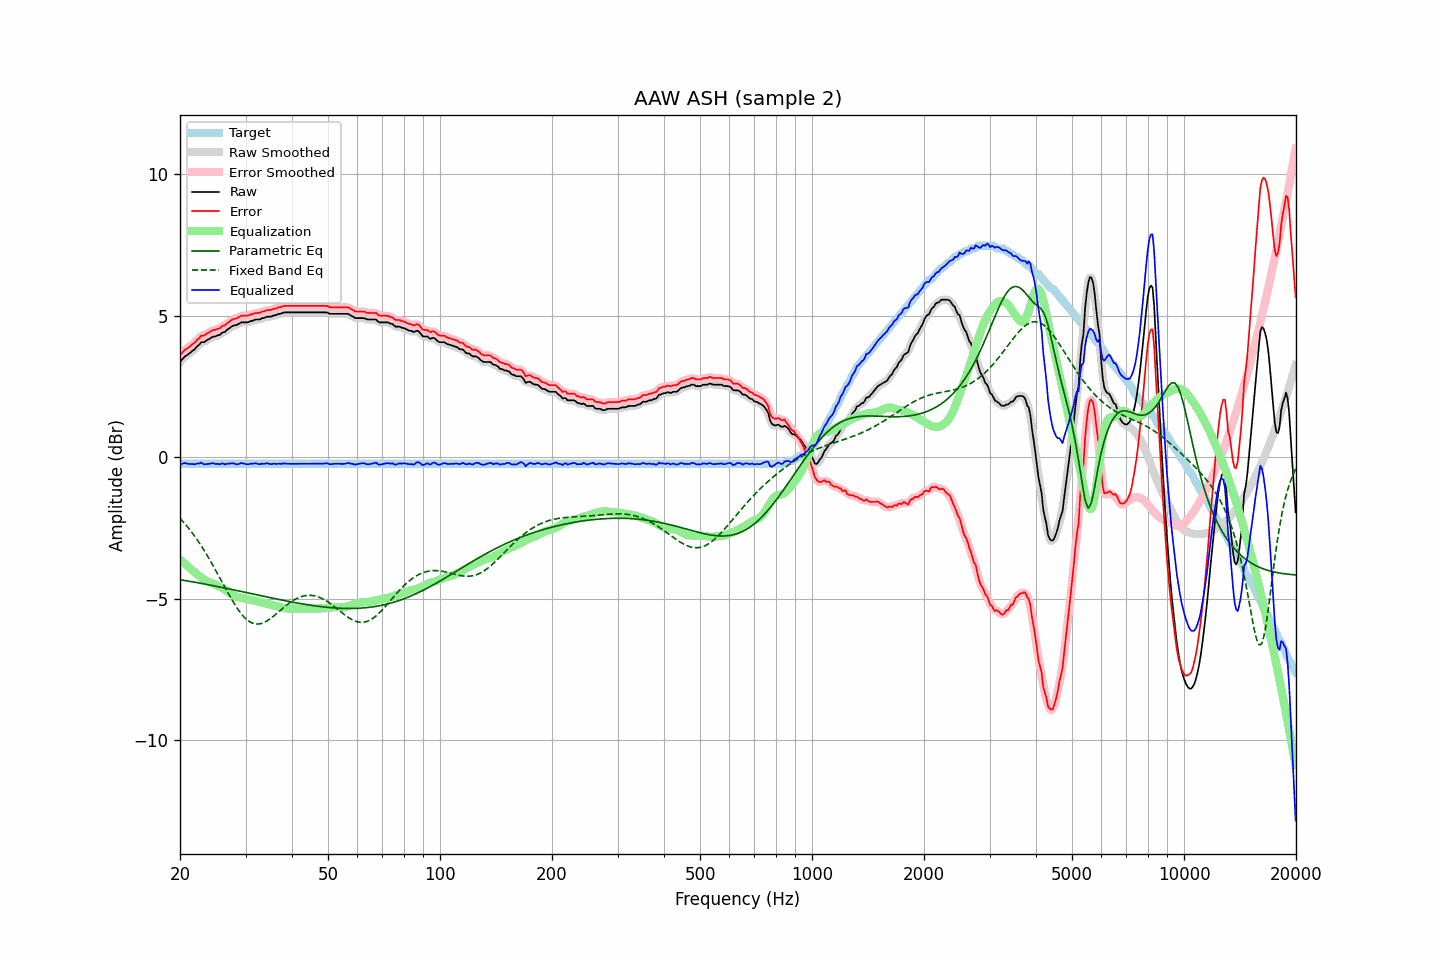 AAW ASH (sample 2)
Target
Raw Smoothed
Error Smoothed
Raw
Error
Equalization
Parametric Eq
Fixed Band Eq
Equalized
10
5
0
−5
−10
Amplitude (dBr)
20 50 100 200 500 1000 2000 5000 10000 20000
Frequency (Hz)